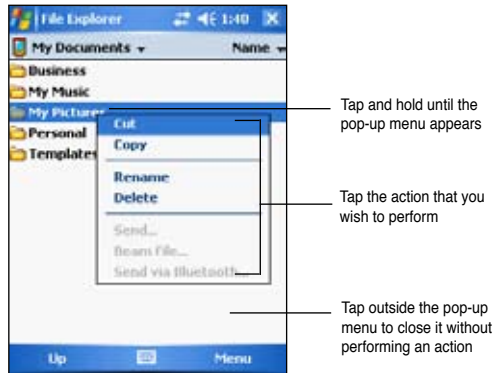 File Explorer 1:40
My Documents Name
Business
My Music
My Pictures
Personal
Templates
Cut
Copy
Rename
Delete
Send...
Beam File...
Send via Bluetooth...
Up Menu
Tap and hold until the
pop-up menu appears
Tap the action that you
wish to perform
Tap outside the pop-up
menu to close it without
performing an action